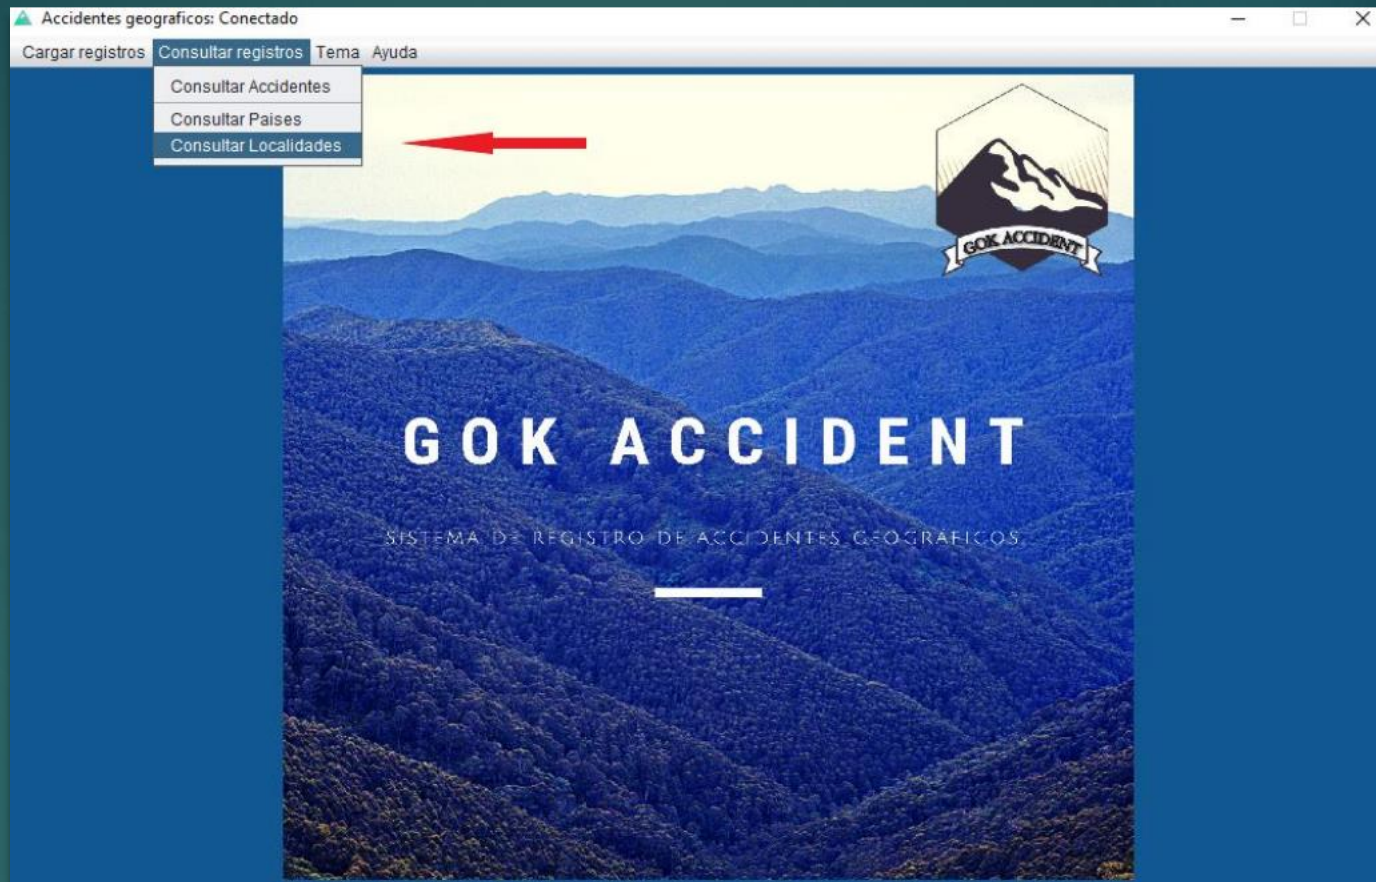 Accidentes geograficos: Conectado
Cargar registros Consultar registros Tema Ayuda
Consultar Accidentes
Consultar Paises
Consultar Localidades
GOK ACCIDENT
GOK ACCIDENT
SISTEMA DE REGISTRO DE ACCIDENTES GEOGRÁFICOS